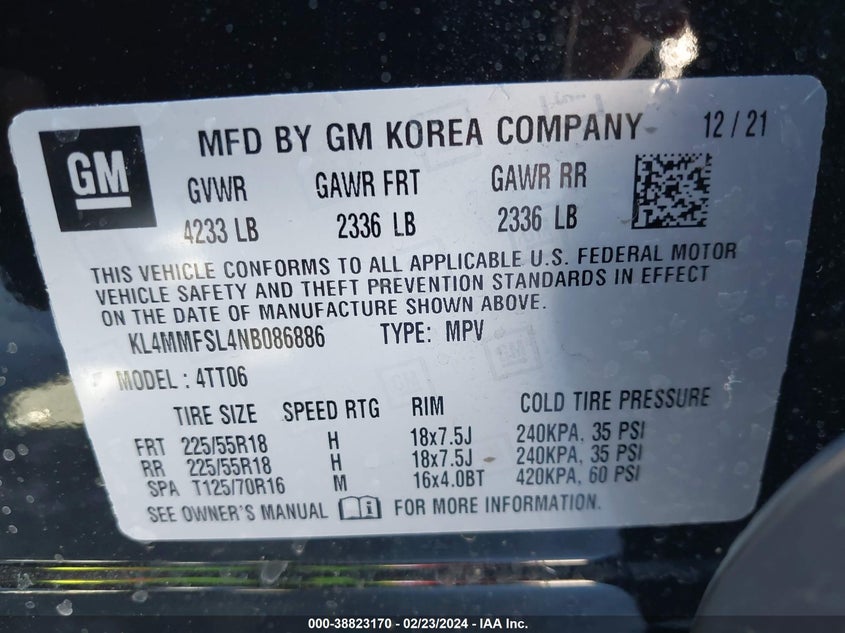 GM MFD BY GM KOREA COMPANY 12 / 21
GVWR GAWR FRT GAWR RR
4233 LB 2336 LB 2336 LB
THIS VEHICLE CONFORMS TO ALL APPLICABLE U.S. FEDERAL MOTOR
VEHICLE SAFETY AND THEFT PREVENTION STANDARDS IN EFFECT
ON THE DATE OF MANUFACTURE SHOWN ABOVE.
KL4MMFSL4NB086886 TYPE: MPV
MODEL : 4TT06
TIRE SIZE SPEED RTG RIM COLD TIRE PRESSURE
FRT 225/55R18 H 18x7.5J 240KPA, 35 PSI
RR 225/55R18 H 18x7.5J 240KPA, 35 PSI
SPA T125/70R16 M 16x4.0BT 420KPA, 60 PSI
SEE OWNER'S MANUAL i FOR MORE INFORMATION.
000-38823170 - 02/23/2024 - IAA Inc.